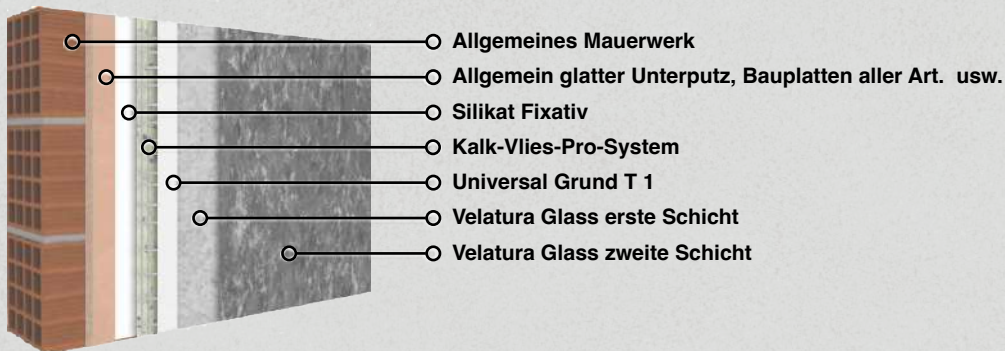 Allgemeines Mauerwerk
Allgemein glatter Unterputz, Bauplatten aller Art. usw.
Silikat Fixativ
Kalk-Vlies-Pro-System
Universal Grund T 1
Velatura Glass erste Schicht
Velatura Glass zweite Schicht